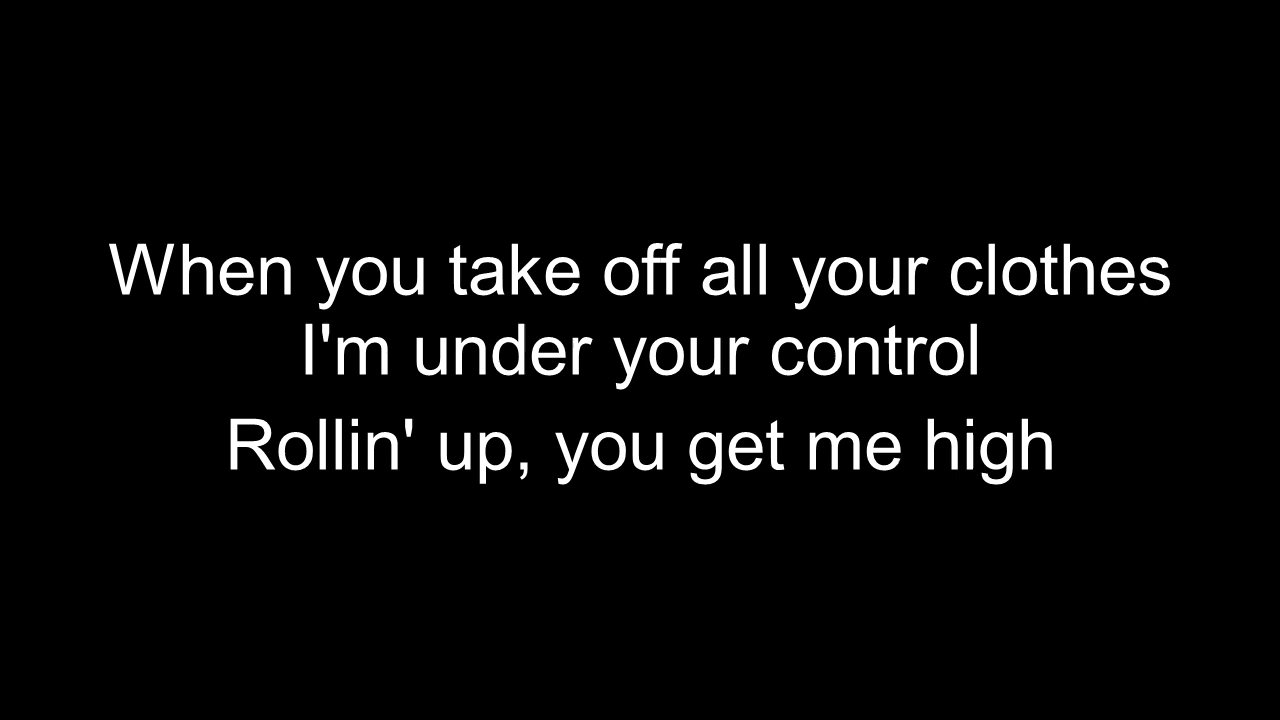 When you take off all your clothes
I'm under your control
Rollin' up, you get me high